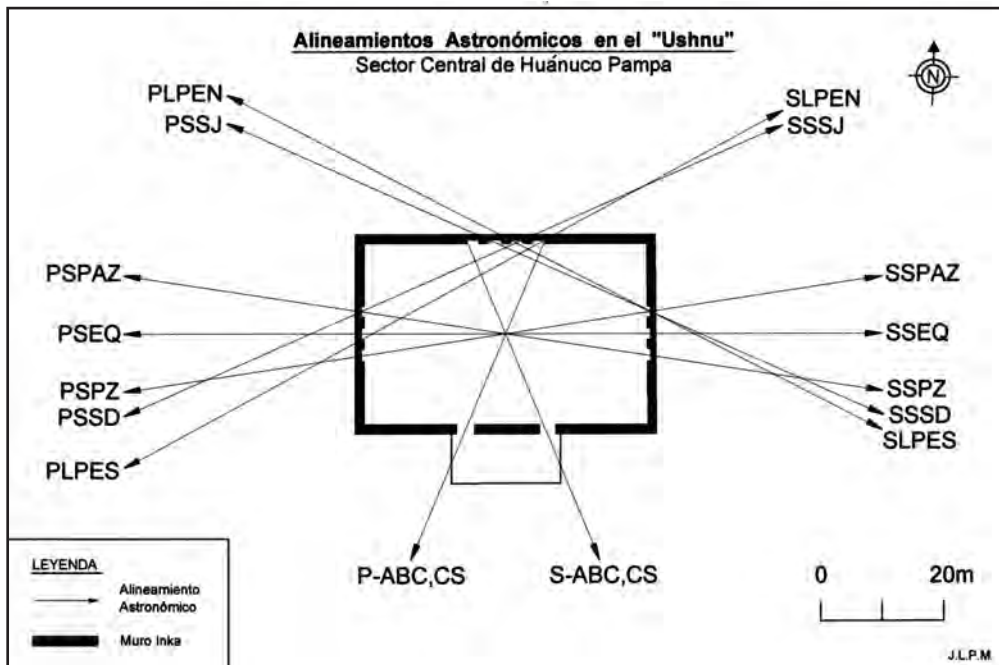 Alineamientos Astronómicos en el "Ushnu"
Sector Central de Huánuco Pampa
N
PLPEN
PSSJ
SLPEN
SSSJ
PSPAZ
SSPAZ
PSEQ
SSEQ
PSPZ
SSPZ
PSSD
SSSD
SLPES
PLPES
P-ABC,CS
S-ABC,CS
LEYENDA
Alineamiento
Astronómico
Muro Inka
0 20m
J.L.P.M.